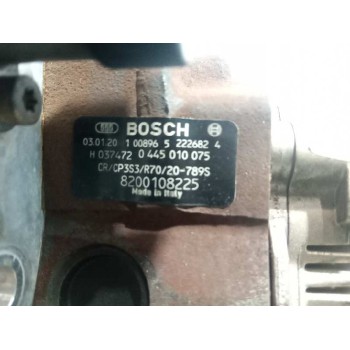 BOSCH
03.01.20 1 00896 5 222682 4
H 037472 0 445 010 075
CR/CP3S3/R70/20-789S
8200108225
Made in Italy